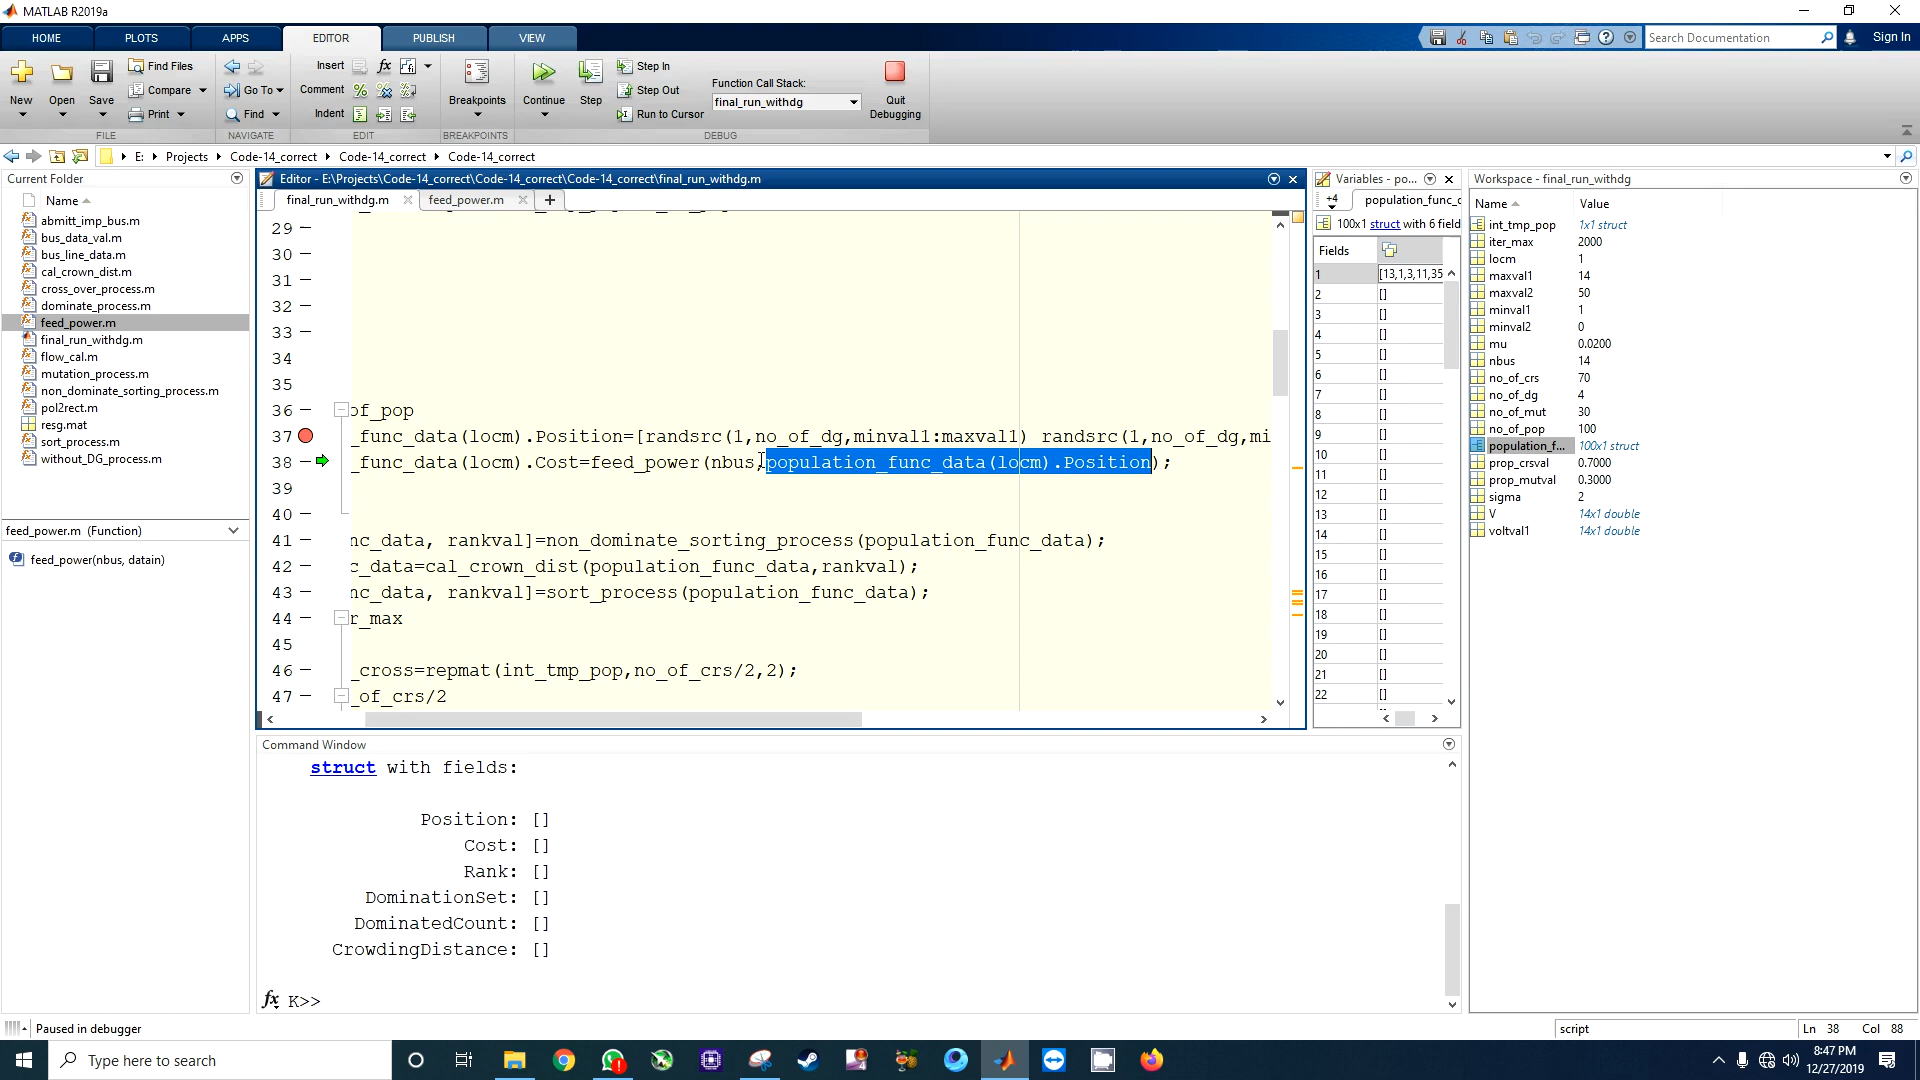 MATLAB R2019a
HOME PLOTS APPS EDITOR PUBLISH VIEW
Search Documentation Sign In
New Open Save Find Files Compare Print
Go To Find
Insert fx
Comment
Indent
Breakpoints Continue Step Step In Step Out Run to Cursor
Function Call Stack:
final_run_withdg
Quit Debugging
FILE NAVIGATE EDIT BREAKPOINTS DEBUG
E: Projects Code-14_correct Code-14_correct Code-14_correct
Current Folder
Name
abmitt_imp_bus.m
bus_data_val.m
bus_line_data.m
cal_crown_dist.m
cross_over_process.m
dominate_process.m
feed_power.m
final_run_withdg.m
flow_cal.m
mutation_process.m
non_dominate_sorting_process.m
pol2rect.m
resg.mat
sort_process.m
without_DG_process.m
feed_power.m (Function)
feed_power(nbus, datain)
Editor - E:\Projects\Code-14_correct\Code-14_correct\Code-14_correct\final_run_withdg.m
final_run_withdg.m feed_power.m
29 –
30 –
31 –
32 –
33 –
34
35
36 – of_pop
37 _func_data(locm).Position=[randsrc(1,no_of_dg,minval1:maxval1) randsrc(1,no_of_dg,mi
38 – _func_data(locm).Cost=feed_power(nbus,population_func_data(locm).Position);
39
40 –
41 – nc_data, rankval]=non_dominate_sorting_process(population_func_data);
42 – c_data=cal_crown_dist(population_func_data,rankval);
43 – nc_data, rankval]=sort_process(population_func_data);
44 – r_max
45
46 – _cross=repmat(int_tmp_pop,no_of_crs/2,2);
47 – _of_crs/2
Variables - po...
+4 population_func_c
100x1 struct with 6 field
Fields
1 [13,1,3,11,35
2 []
3 []
4 []
5 []
6 []
7 []
8 []
9 []
10 []
11 []
12 []
13 []
14 []
15 []
16 []
17 []
18 []
19 []
20 []
21 []
22 []
Workspace - final_run_withdg
Name Value
int_tmp_pop 1x1 struct
iter_max 2000
locm 1
maxval1 14
maxval2 50
minval1 1
minval2 0
mu 0.0200
nbus 14
no_of_crs 70
no_of_dg 4
no_of_mut 30
no_of_pop 100
population_f... 100x1 struct
prop_crsval 0.7000
prop_mutval 0.3000
sigma 2
V 14x1 double
voltval1 14x1 double
Command Window
struct with fields:
Position: []
Cost: []
Rank: []
DominationSet: []
DominatedCount: []
CrowdingDistance: []
fx K>>
Paused in debugger
script Ln 38 Col 88
Type here to search
8:47 PM
12/27/2019